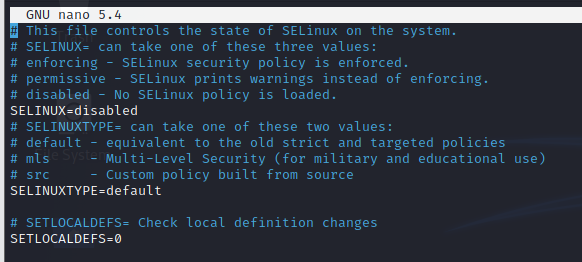 GNU nano 5.4
# This file controls the state of SELinux on the system.
# SELINUX= can take one of these three values:
# enforcing - SELinux security policy is enforced.
# permissive - SELinux prints warnings instead of enforcing.
# disabled - No SELinux policy is loaded.
SELINUX=disabled
# SELINUXTYPE= can take one of these two values:
# default - equivalent to the old strict and targeted policies
# mls     - Multi-Level Security (for military and educational use)
# src     - Custom policy built from source
SELINUXTYPE=default

# SETLOCALDEFS= Check local definition changes
SETLOCALDEFS=0